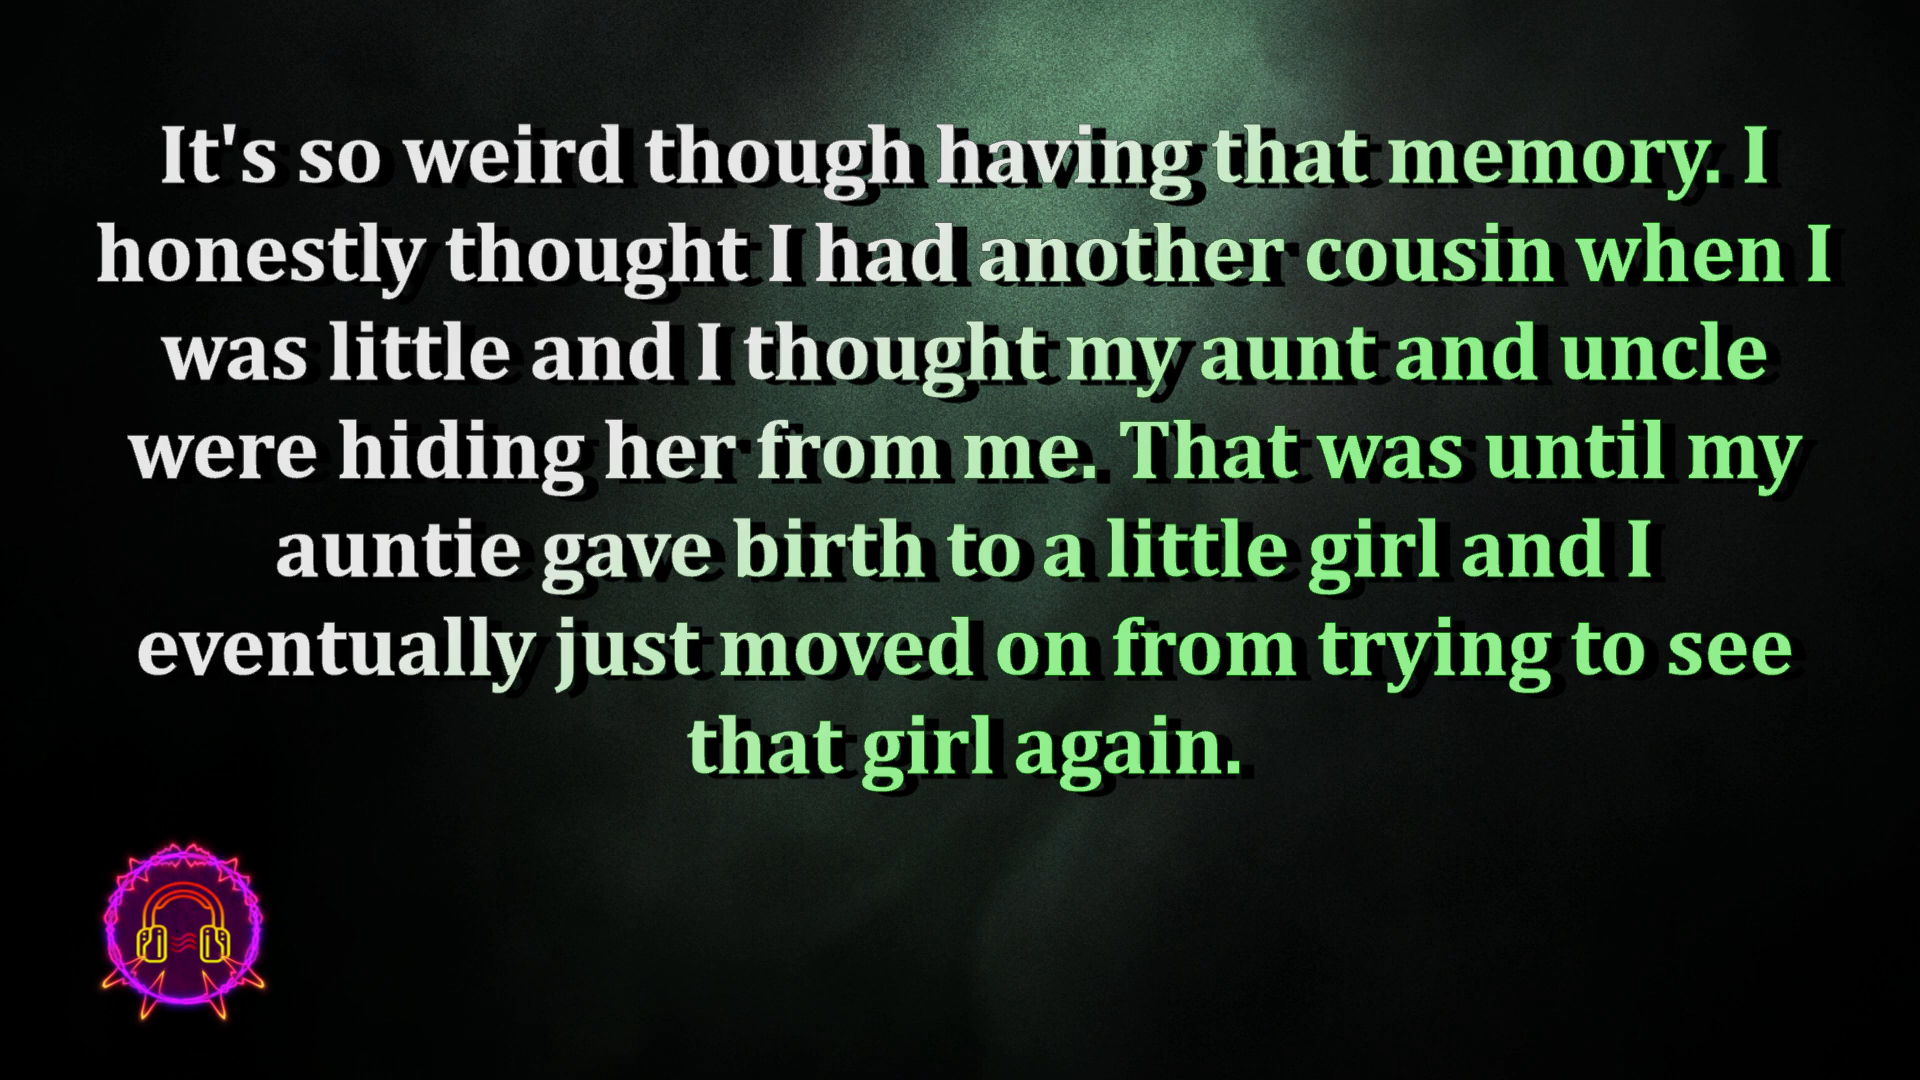 It's so weird though having that memory. I
honestly thought I had another cousin when I
was little and I thought my aunt and uncle
were hiding her from me. That was until my
auntie gave birth to a little girl and I
eventually just moved on from trying to see
that girl again.